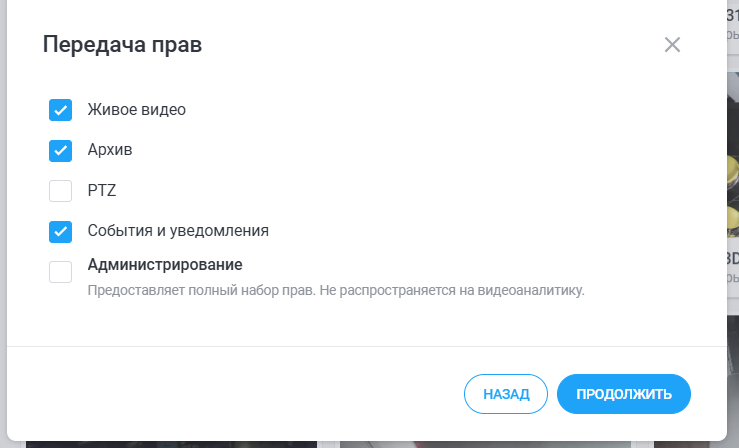 Передача прав
Живое видео
Архив
PTZ
События и уведомления
Администрирование
Предоставляет полный набор прав. Не распространяется на видеоаналитику.
НАЗАД
ПРОДОЛЖИТЬ